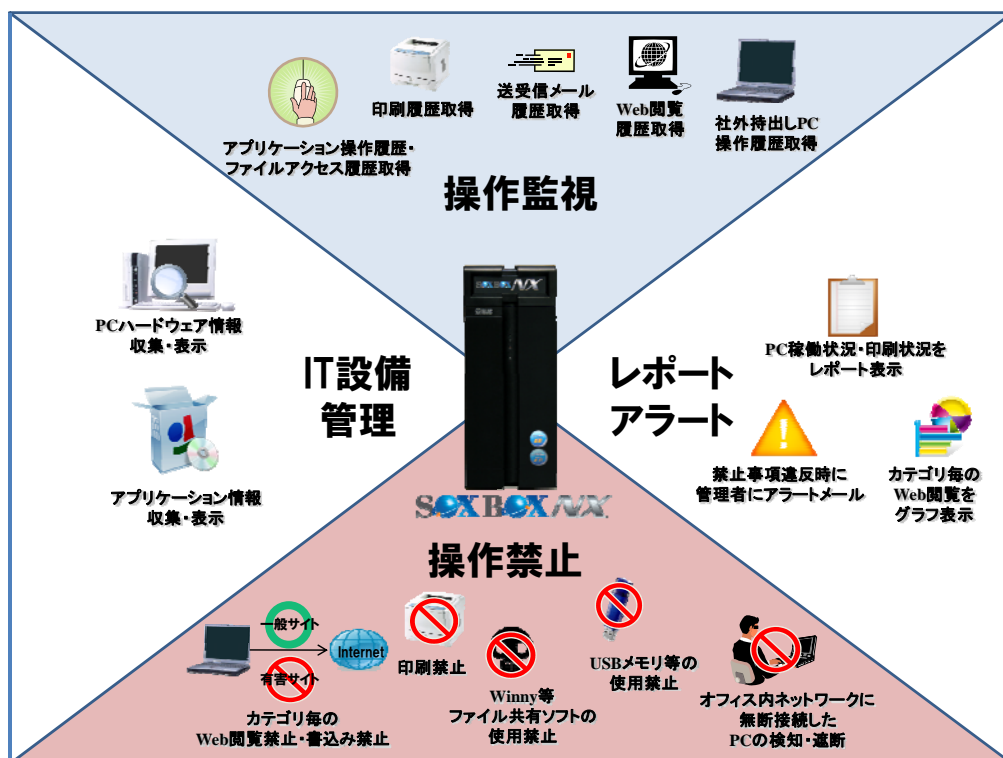 アプリケーション操作履歴・
ファイルアクセス履歴取得
印刷履歴取得
送受信メール
履歴取得
Web閲覧
履歴取得
社外持出しPC
操作履歴取得
操作監視
PCハードウェア情報
収集・表示
アプリケーション情報
収集・表示
IT設備
管理
SOX BOX NX
レポート
アラート
PC稼働状況・印刷状況を
レポート表示
禁止事項違反時に
管理者にアラートメール
カテゴリ毎の
Web閲覧を
グラフ表示
SOX BOX NX
操作禁止
一般サイト
有害サイト
Internet
カテゴリ毎の
Web閲覧禁止・書込み禁止
印刷禁止
Winny等
ファイル共有ソフトの
使用禁止
USBメモリ等の
使用禁止
オフィス内ネットワークに
無断接続した
PCの検知・遮断